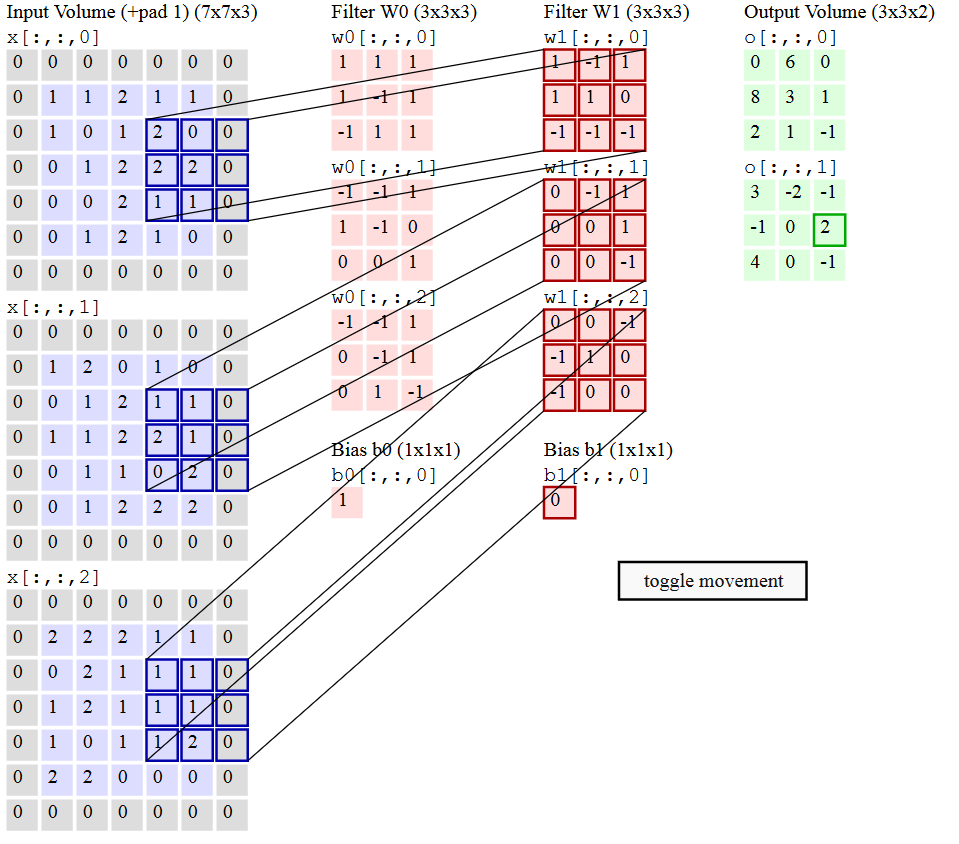 Input Volume (+pad 1) (7x7x3)
x[:,:,0]
0 0 0 0 0 0 0
0 1 1 2 1 1 0
0 1 0 1 2 0 0
0 0 1 2 2 2 0
0 0 0 2 1 1 0
0 0 1 2 1 0 0
0 0 0 0 0 0 0
x[:,:,1]
0 0 0 0 0 0 0
0 1 2 0 1 0 0
0 0 1 2 1 1 0
0 1 1 2 2 1 0
0 0 1 1 0 2 0
0 0 1 2 2 2 0
0 0 0 0 0 0 0
x[:,:,2]
0 0 0 0 0 0 0
0 2 2 2 1 1 0
0 0 2 1 1 1 0
0 1 2 1 1 1 0
0 1 0 1 1 2 0
0 2 2 0 0 0 0
0 0 0 0 0 0 0
Filter W0 (3x3x3)
w0[:,:,0]
1 1 1
1 -1 1
-1 1 1
w0[:,:,1]
-1 -1 1
1 -1 0
0 0 1
w0[:,:,2]
-1 -1 1
0 -1 1
0 1 -1
Bias b0 (1x1x1)
b0[:,:,0]
1
Filter W1 (3x3x3)
w1[:,:,0]
1 -1 1
1 1 0
-1 -1 -1
w1[:,:,1]
0 -1 1
0 0 1
0 0 -1
w1[:,:,2]
0 0 -1
-1 1 0
-1 0 0
Bias b1 (1x1x1)
b1[:,:,0]
0
Output Volume (3x3x2)
o[:,:,0]
0 6 0
8 3 1
2 1 -1
o[:,:,1]
3 -2 -1
-1 0 2
4 0 -1
toggle movement